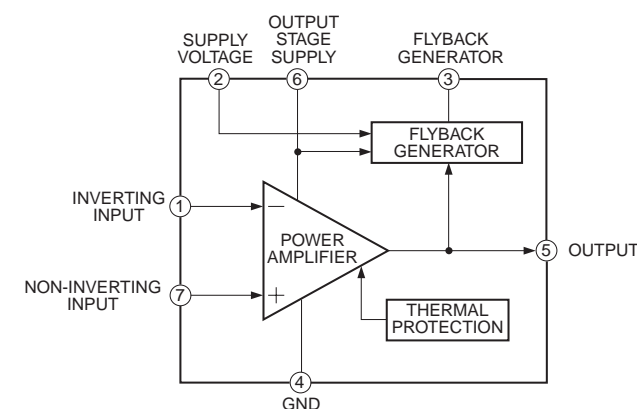 SUPPLY
VOLTAGE
2
OUTPUT
STAGE
SUPPLY
6
FLYBACK
GENERATOR
3
FLYBACK
GENERATOR
INVERTING
INPUT
1
−
POWER
AMPLIFIER
5
OUTPUT
NON-INVERTING
INPUT
7
+
THERMAL
PROTECTION
4
GND